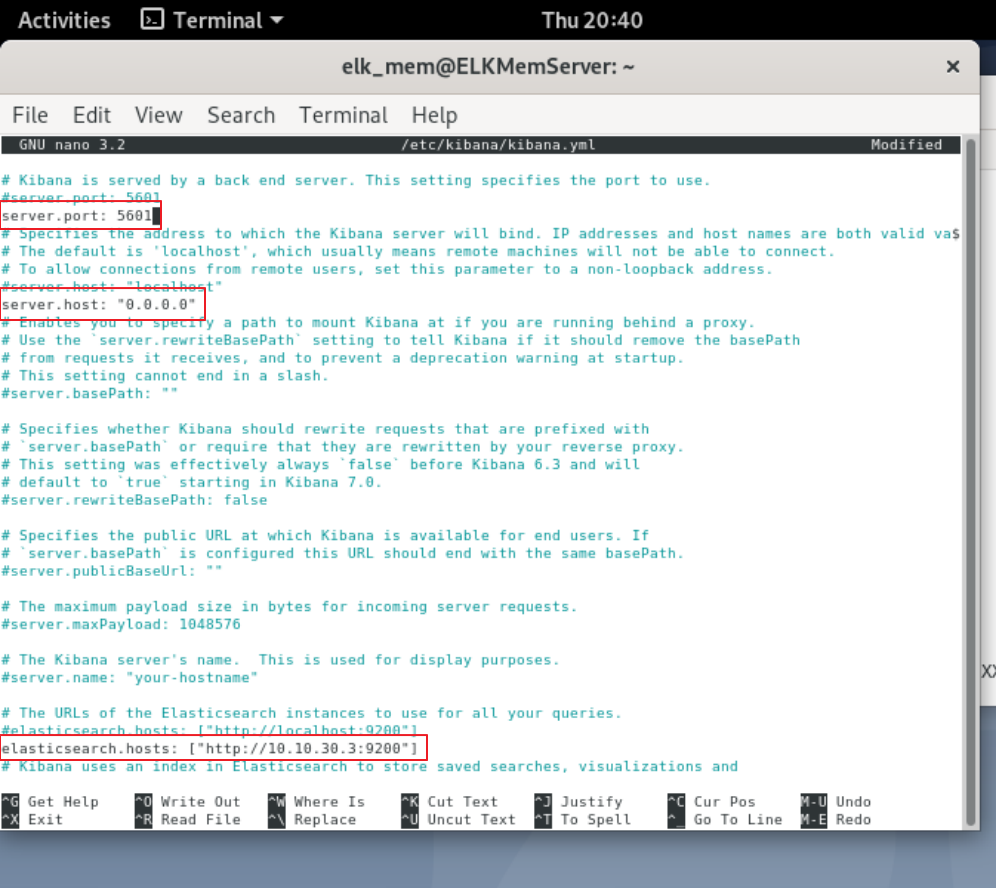 Activities Terminal Thu 20:40
elk_mem@ELKMemServer: ~ ×
File Edit View Search Terminal Help
GNU nano 3.2 /etc/kibana/kibana.yml Modified
# Kibana is served by a back end server. This setting specifies the port to use.
#server.port: 5601
server.port: 5601
# Specifies the address to which the Kibana server will bind. IP addresses and host names are both valid va$
# The default is 'localhost', which usually means remote machines will not be able to connect.
# To allow connections from remote users, set this parameter to a non-loopback address.
#server.host: "localhost"
server.host: "0.0.0.0"
# Enables you to specify a path to mount Kibana at if you are running behind a proxy.
# Use the `server.rewriteBasePath` setting to tell Kibana if it should remove the basePath
# from requests it receives, and to prevent a deprecation warning at startup.
# This setting cannot end in a slash.
#server.basePath: ""
# Specifies whether Kibana should rewrite requests that are prefixed with
# `server.basePath` or require that they are rewritten by your reverse proxy.
# This setting was effectively always `false` before Kibana 6.3 and will
# default to `true` starting in Kibana 7.0.
#server.rewriteBasePath: false
# Specifies the public URL at which Kibana is available for end users. If
# `server.basePath` is configured this URL should end with the same basePath.
#server.publicBaseUrl: ""
# The maximum payload size in bytes for incoming server requests.
#server.maxPayload: 1048576
# The Kibana server's name.  This is used for display purposes.
#server.name: "your-hostname"
# The URLs of the Elasticsearch instances to use for all your queries.
#elasticsearch.hosts: ["http://localhost:9200"]
elasticsearch.hosts: ["http://10.10.30.3:9200"]
# Kibana uses an index in Elasticsearch to store saved searches, visualizations and
^G Get Help ^O Write Out ^W Where Is ^K Cut Text ^J Justify ^C Cur Pos M-U Undo
^X Exit ^R Read File ^\ Replace ^U Uncut Text ^T To Spell ^_ Go To Line M-E Redo